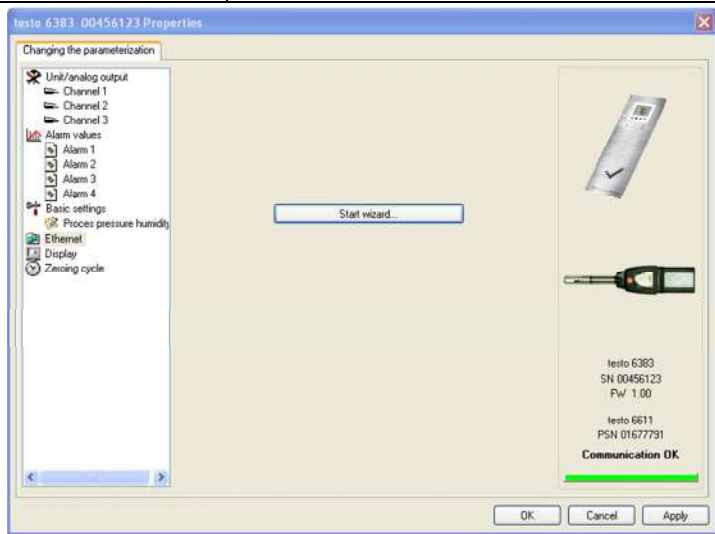 testo 6383 00456123 Properties
Changing the parameterization
Unit/analog output
Channel 1
Channel 2
Channel 3
Alarm values
Alarm 1
Alarm 2
Alarm 3
Alarm 4
Basic settings
Proces pressure humidity
Ethernet
Display
Zeroing cycle
Start wizard...
testo 6383
SN 00456123
FW 1.00
testo 6611
PSN 01677791
Communication OK
OK Cancel Apply